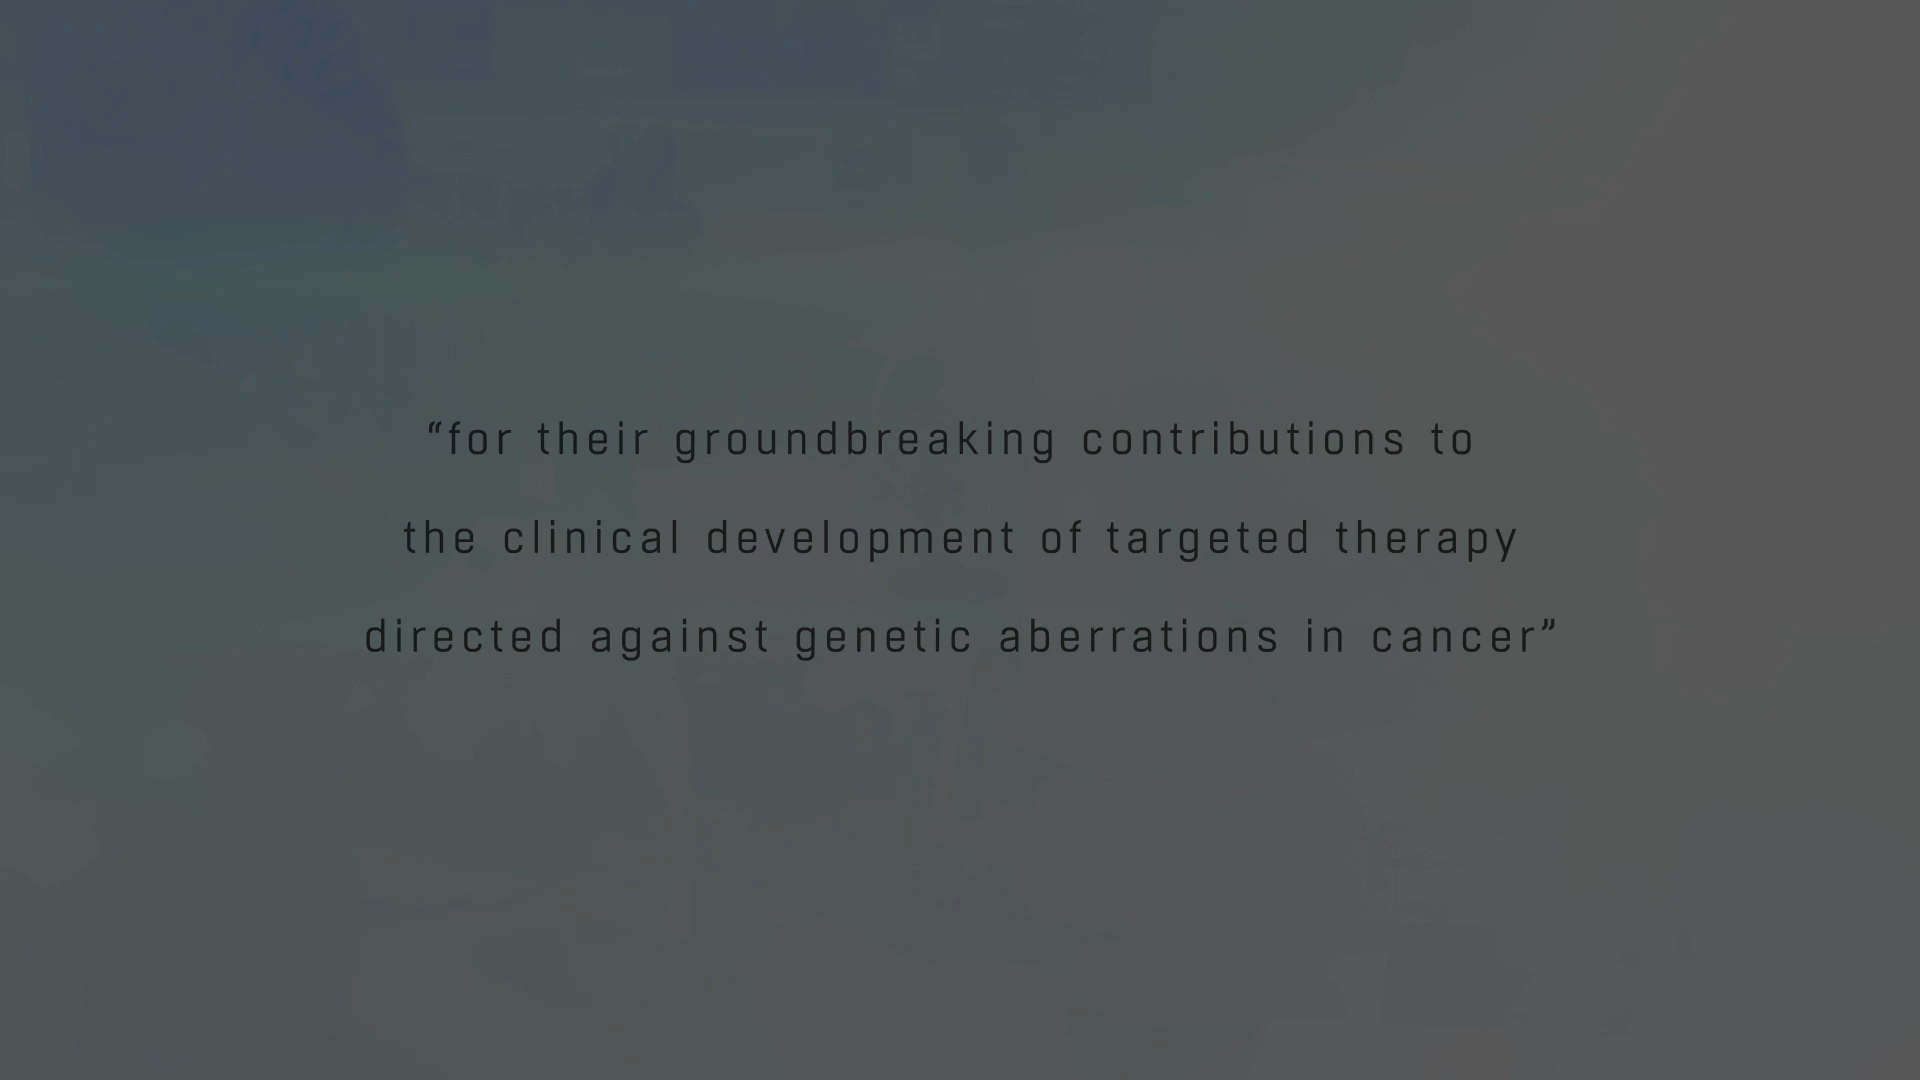 “for their groundbreaking contributions to
the clinical development of targeted therapy
directed against genetic aberrations in cancer”